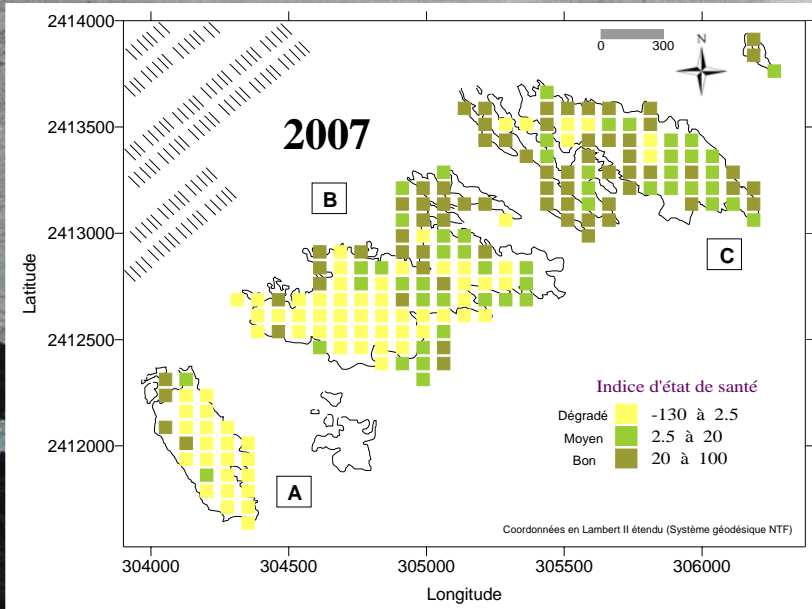 2414000
2413500
2413000
2412500
2412000
Latitude
2007
0 300
N
B
C
A
Indice d'état de santé
Dégradé -130 à 2.5
Moyen 2.5 à 20
Bon 20 à 100
Coordonnées en Lambert II étendu (Système géodésique NTF)
304000 304500 305000 305500 306000
Longitude